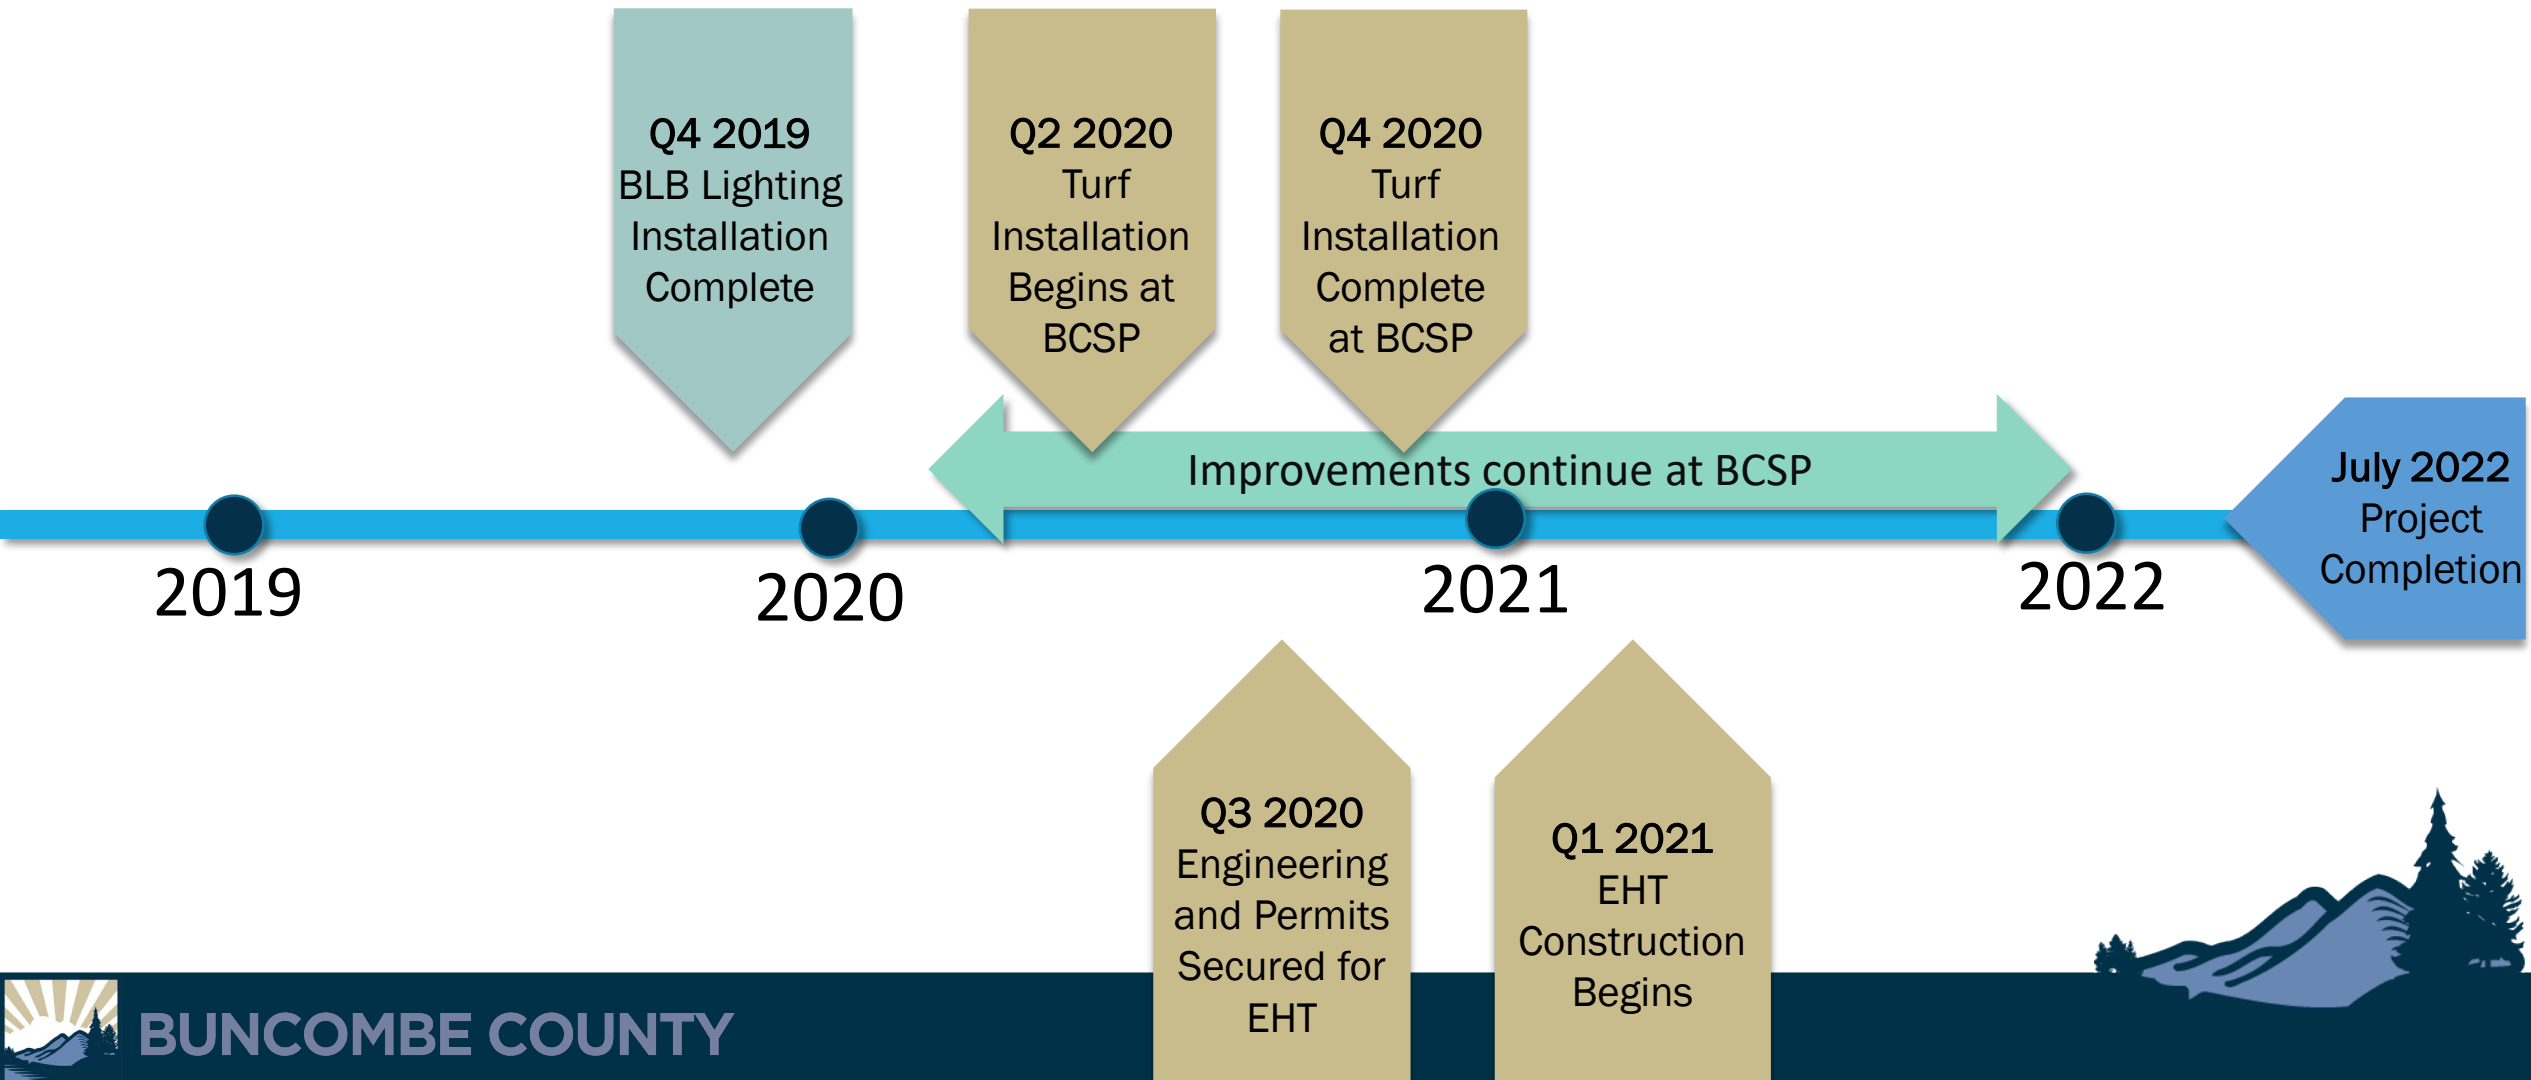 Q4 2019
BLB Lighting
Installation
Complete
Q2 2020
Turf
Installation
Begins at
BCSP
Q4 2020
Turf
Installation
Complete
at BCSP
Improvements continue at BCSP
July 2022
Project
Completion
2019
2020
2021
2022
Q3 2020
Engineering
and Permits
Secured for
EHT
Q1 2021
EHT
Construction
Begins
BUNCOMBE COUNTY